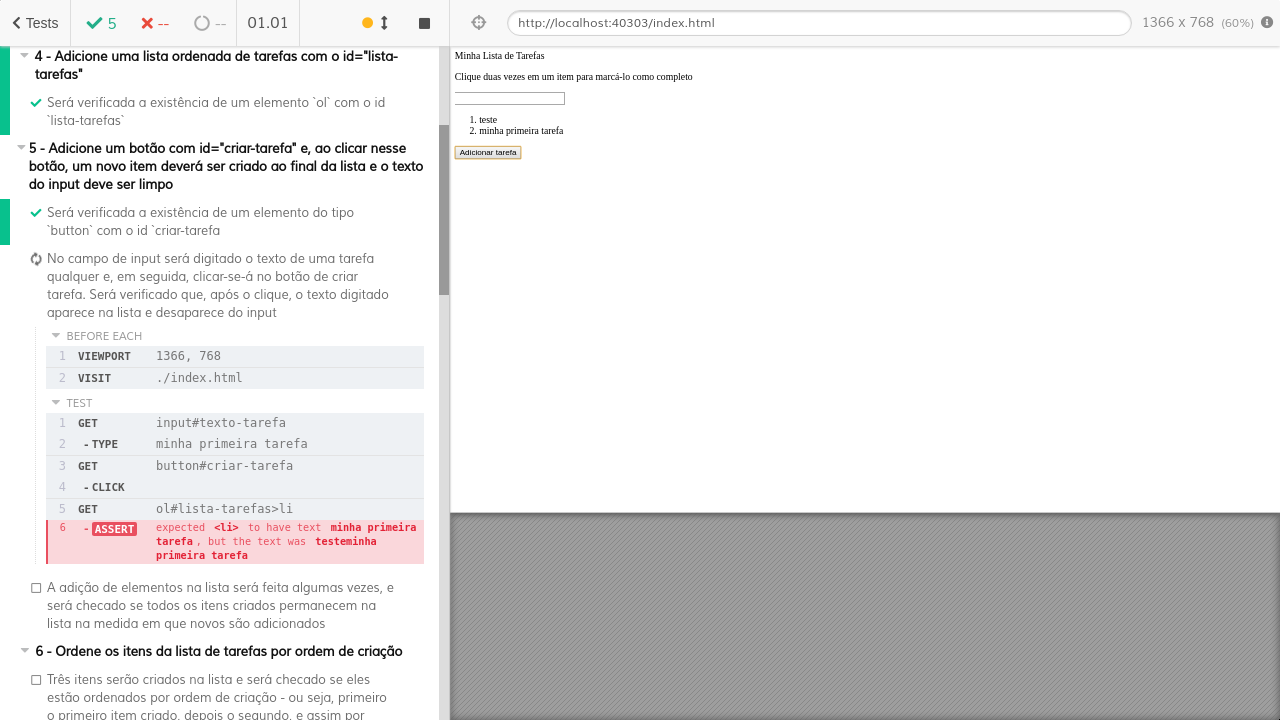 Tests
5
--
--
01.01
http://localhost:40303/index.html
1366 x 768 (60%)
4 - Adicione uma lista ordenada de tarefas com o id="lista-
tarefas"
Será verificada a existência de um elemento `ol` com o id
`lista-tarefas`
5 - Adicione um botão com id="criar-tarefa" e, ao clicar nesse
botão, um novo item deverá ser criado ao final da lista e o texto
do input deve ser limpo
Será verificada a existência de um elemento do tipo
`button` com o id `criar-tarefa
No campo de input será digitado o texto de uma tarefa
qualquer e, em seguida, clicar-se-á no botão de criar
tarefa. Será verificado que, após o clique, o texto digitado
aparece na lista e desaparece do input
BEFORE EACH
1 VIEWPORT 1366, 768
2 VISIT ./index.html
TEST
1 GET input#texto-tarefa
2 -TYPE minha primeira tarefa
3 GET button#criar-tarefa
4 -CLICK
5 GET ol#lista-tarefas>li
6 -ASSERT expected <li> to have text minha primeira
tarefa, but the text was testeminha
primeira tarefa
A adição de elementos na lista será feita algumas vezes, e
será checado se todos os itens criados permanecem na
lista na medida em que novos são adicionados
6 - Ordene os itens da lista de tarefas por ordem de criação
Três itens serão criados na lista e será checado se eles
estão ordenados por ordem de criação - ou seja, primeiro
o primeiro item criado, depois o segundo, e assim por
Minha Lista de Tarefas
Clique duas vezes em um item para marcá-lo como completo
1. teste
2. minha primeira tarefa
Adicionar tarefa